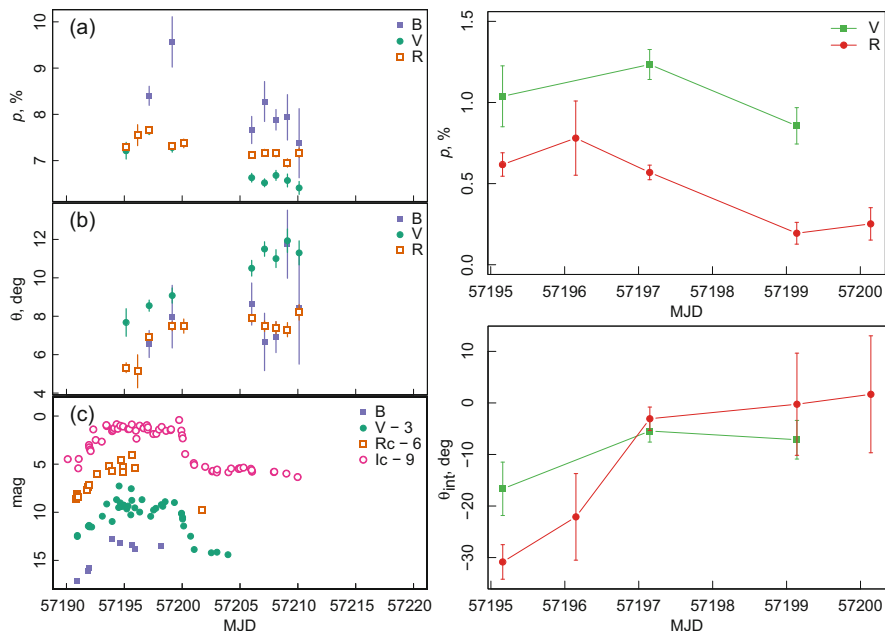 (a)
B
V
R
p, %
10
9
8
7
6
(b)
B
V
R
θ, deg
12
10
8
6
4
(c)
B
V − 3
Rc − 6
Ic − 9
mag
0
5
10
15
57190 57195 57200 57205 57210 57215 57220
MJD
V
R
p, %
1.5
1.0
0.5
0.0
57195 57196 57197 57198 57199 57200
MJD
θint, deg
10
0
−10
−20
−30
57195 57196 57197 57198 57199 57200
MJD